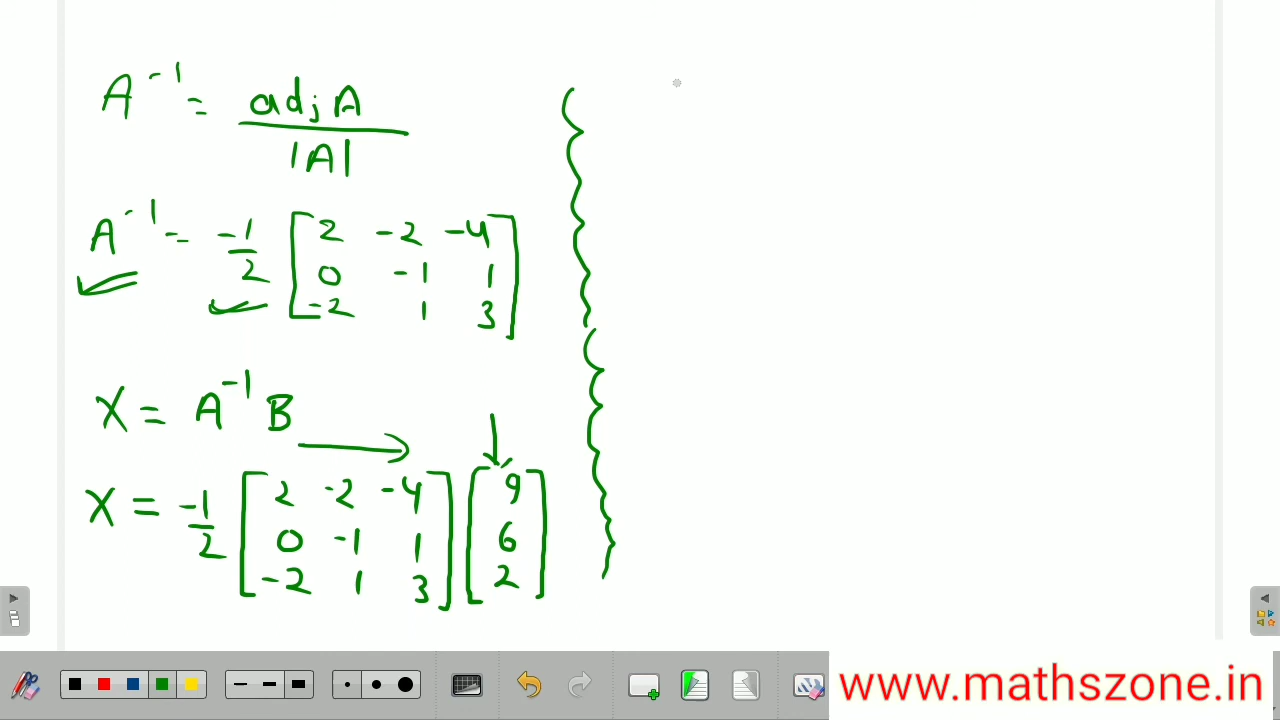 A⁻¹ = adj A
|A|
A⁻¹ = -1/2 [2 -2 -4
0 -1 1
-2 1 3]
X = A⁻¹ B
X = -1/2 [2 -2 -4] [9
0 -1 1 6
-2 1 3 2]
www.mathszone.in